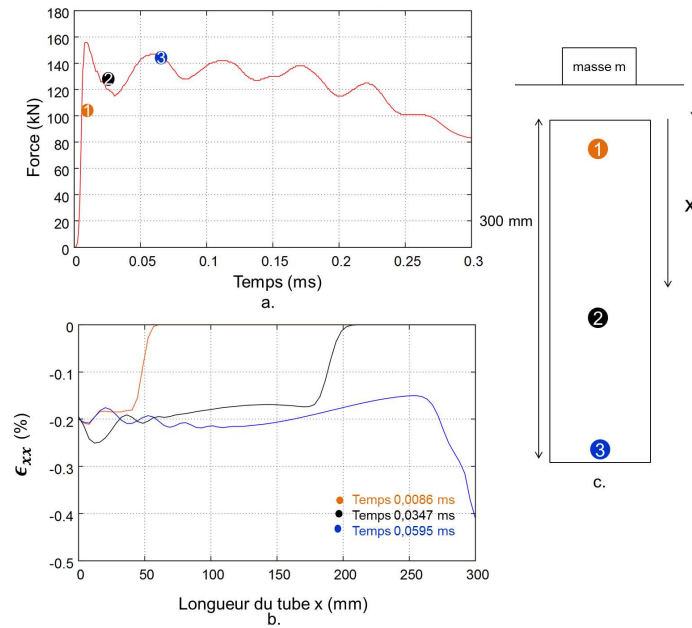 180
160
140
120
100
80
60
40
20
0
Force (kN)
1
2
3
0
0.05
0.1
0.15
0.2
0.25
0.3
Temps (ms)
a.
0
-0.1
-0.2
-0.3
-0.4
-0.5
ϵxx (%)
Temps 0,0086 ms
Temps 0,0347 ms
Temps 0,0595 ms
0
50
100
150
200
250
300
Longueur du tube x (mm)
b.
masse m
1
300 mm
X
2
3
c.